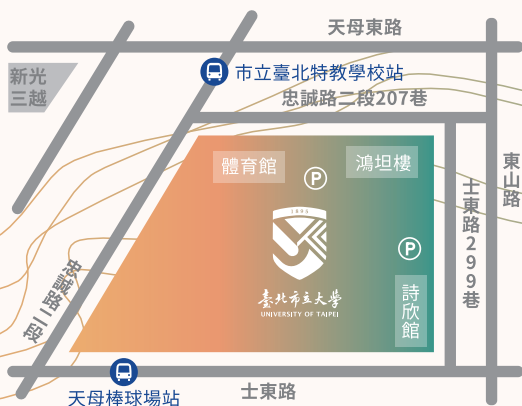 天母東路
新光
三越
市立臺北特教學校站
忠誠路二段207巷
體育館
P
鴻坦樓
東山路
士東路299巷
1895
P
忠誠路二段
臺北市立大學
UNIVERSITY OF TAIPEI
詩欣館
天母棒球場站
士東路